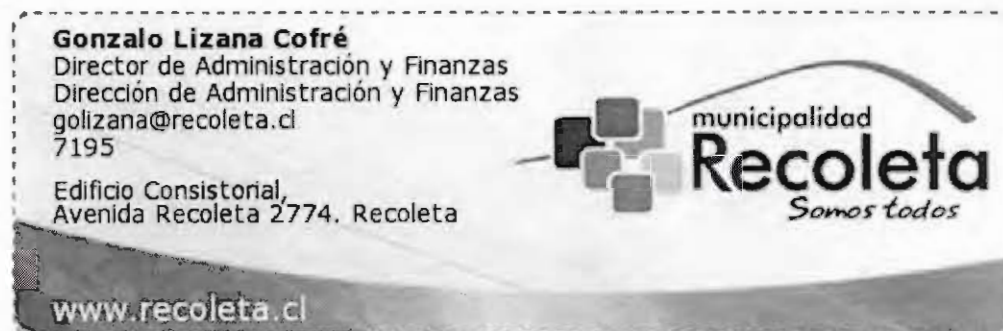 Gonzalo Lizana Cofré
Director de Administración y Finanzas
Dirección de Administración y Finanzas
golizana@recoleta.cl
7195
Edificio Consistorial,
Avenida Recoleta 2774. Recoleta
www.recoleta.cl
municipalidad
Recoleta
Somos todos